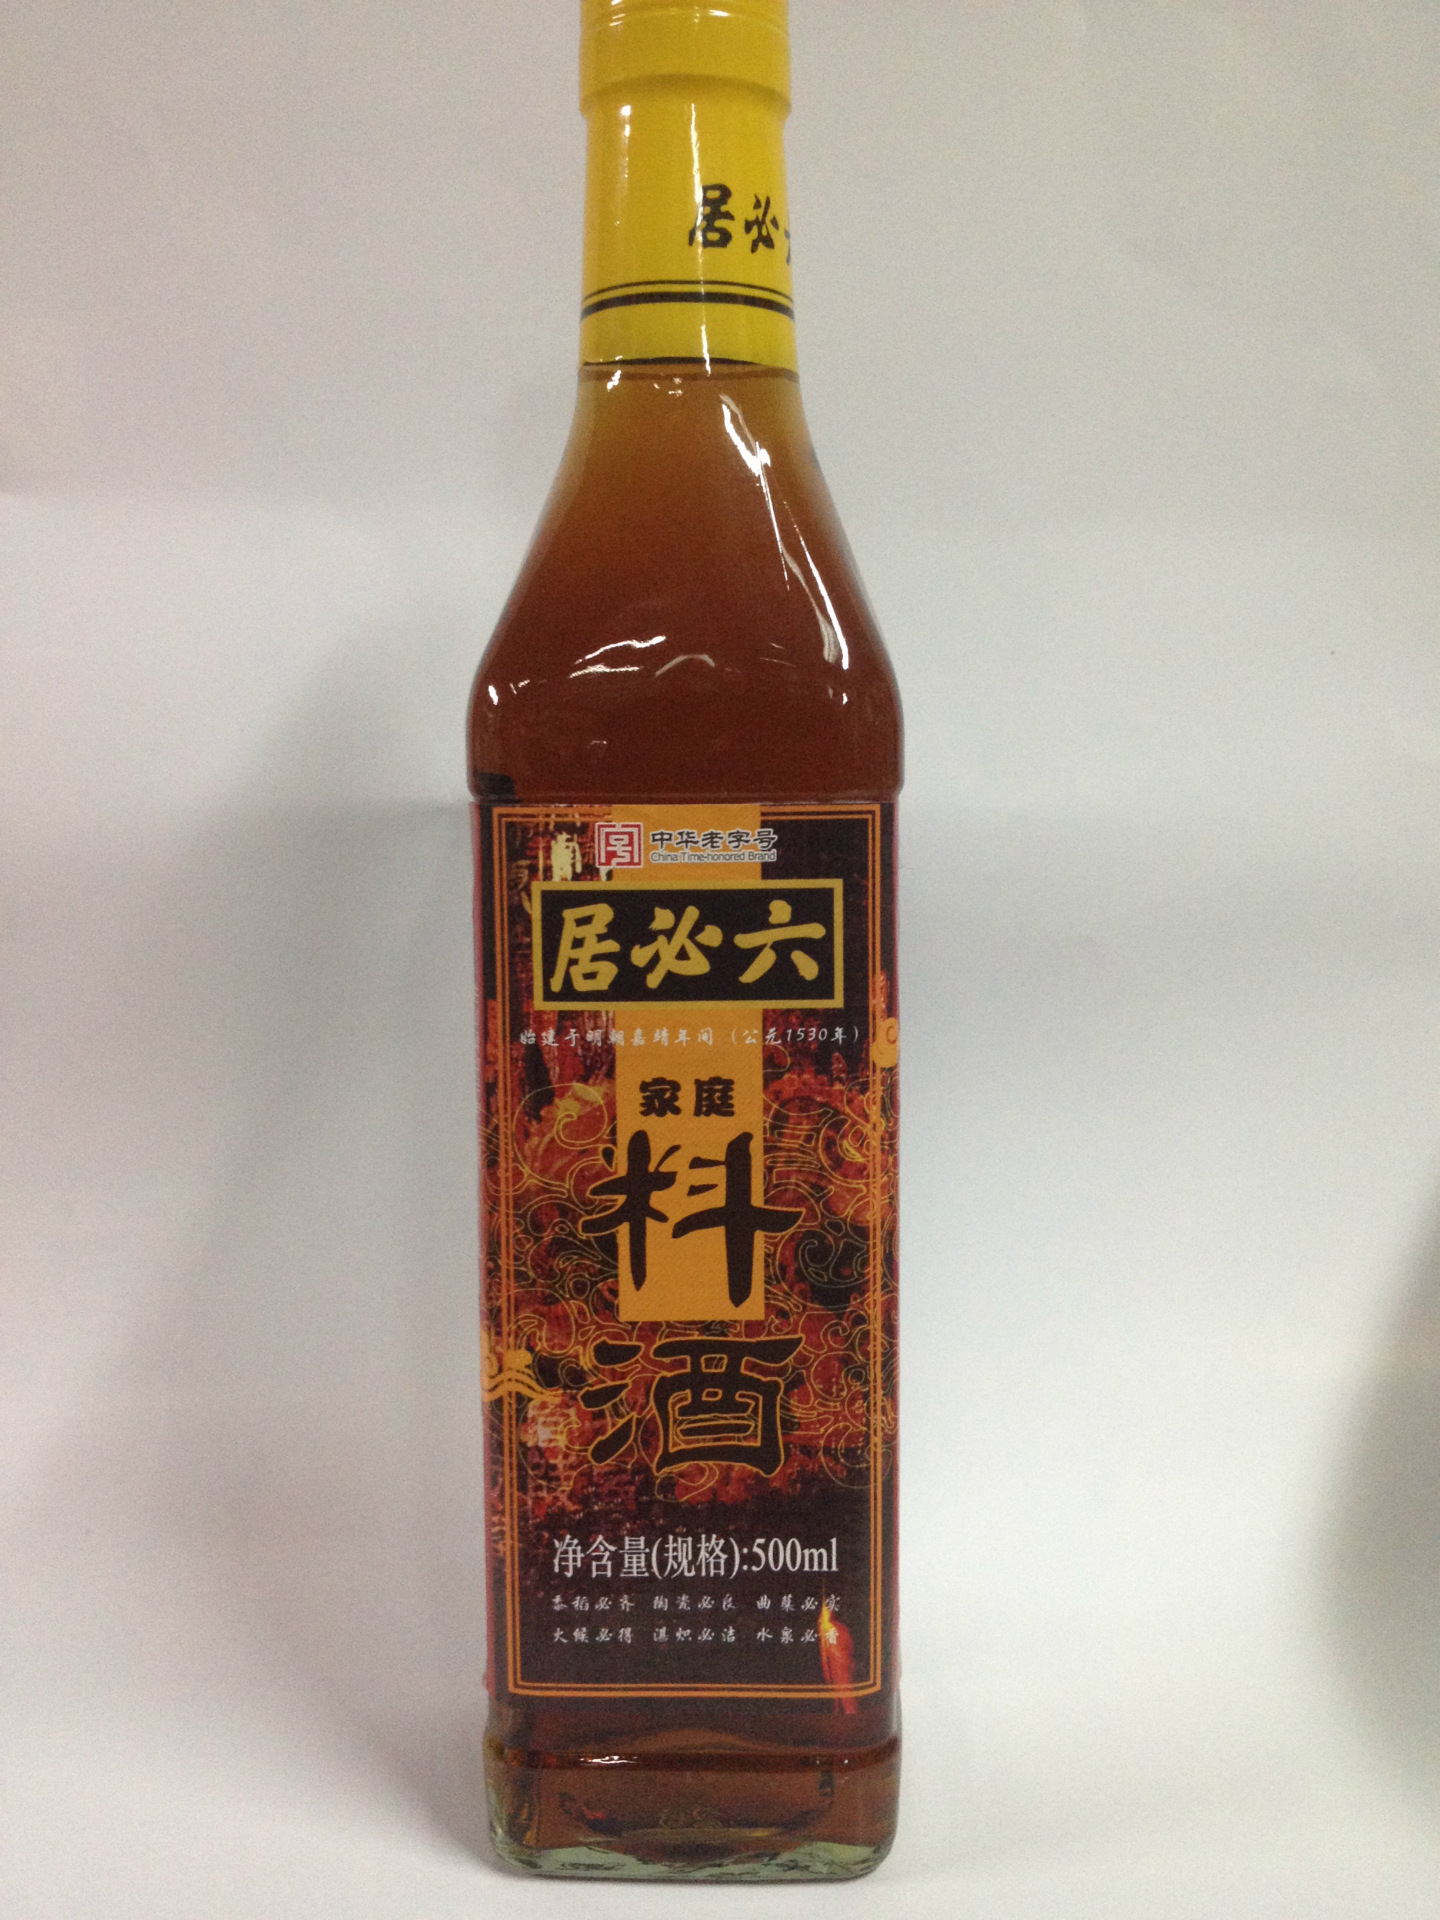 居必
中华老字号
China Time-honored Brand
居必六
始建于明朝嘉靖年间（公元1530年）
家庭
料
酒
净含量(规格):500ml
黍稻必齐 陶瓷必良 曲蘖必实
火候必得 湛炽必洁 水泉必香